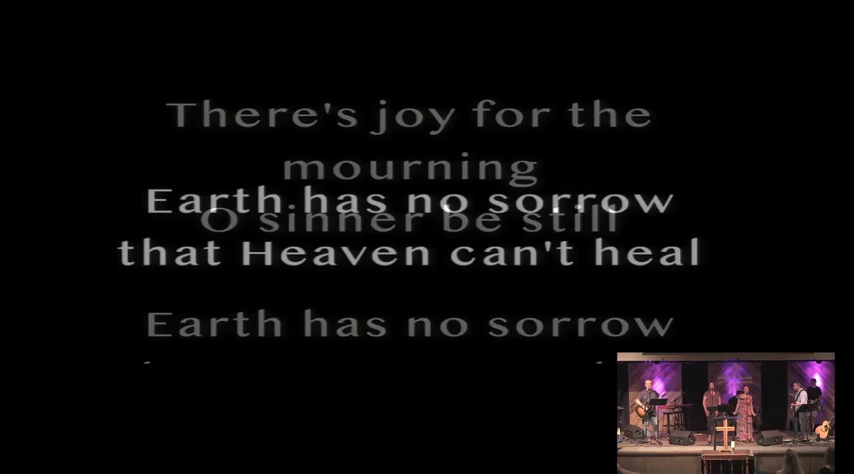 There's joy for the
mourning
Earth has no sorrow
O sinner be still
that Heaven can't heal
Earth has no sorrow